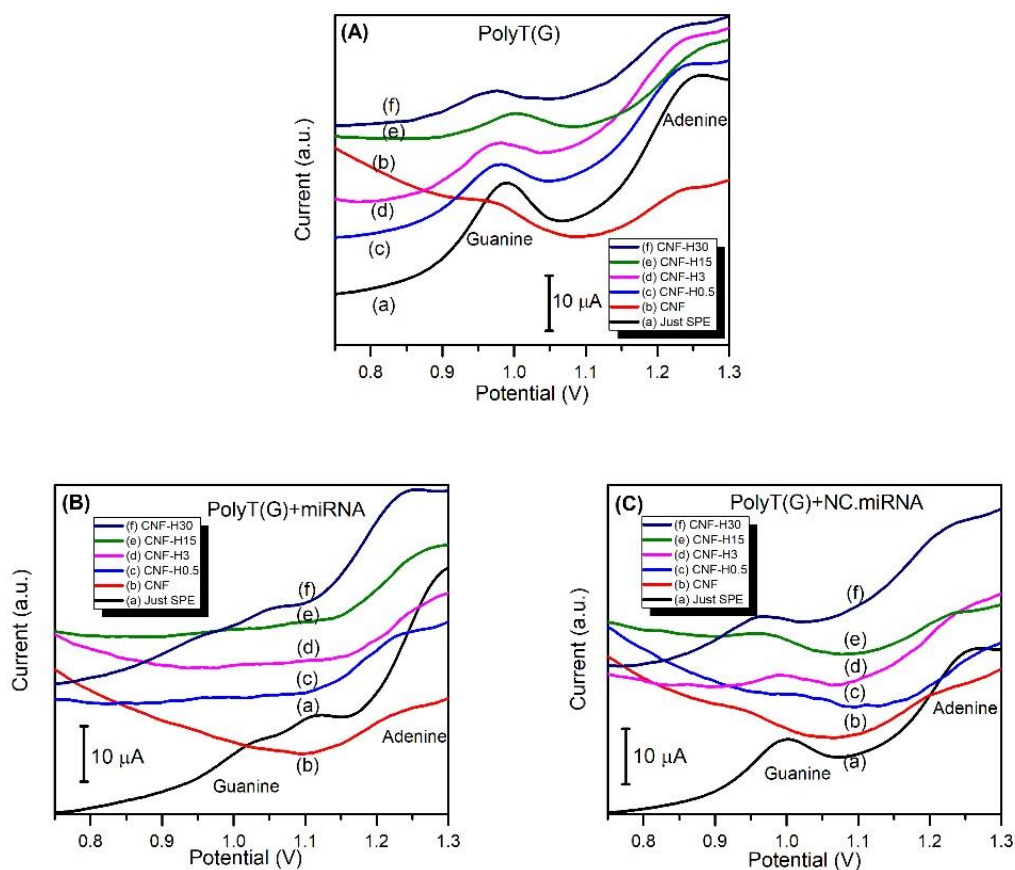 (A)
PolyT(G)
(f)
(e)
(b)
(d)
(c)
(a)
Adenine
Guanine
10 μA
(f) CNF-H30
(e) CNF-H15
(d) CNF-H3
(c) CNF-H0.5
(b) CNF
(a) Just SPE
Current (a.u.)
0.8 0.9 1.0 1.1 1.2 1.3
Potential (V)
(B)
PolyT(G)+miRNA
(f) CNF-H30
(e) CNF-H15
(d) CNF-H3
(c) CNF-H0.5
(b) CNF
(a) Just SPE
(f)
(e)
(d)
(c)
(a)
(b)
Adenine
Guanine
10 μA
Current (a.u.)
0.8 0.9 1.0 1.1 1.2 1.3
Potential (V)
(C)
PolyT(G)+NC.miRNA
(f) CNF-H30
(e) CNF-H15
(d) CNF-H3
(c) CNF-H0.5
(b) CNF
(a) Just SPE
(f)
(e)
(d)
(c)
(b)
(a)
Adenine
Guanine
10 μA
Current (a.u.)
0.8 0.9 1.0 1.1 1.2 1.3
Potential (V)